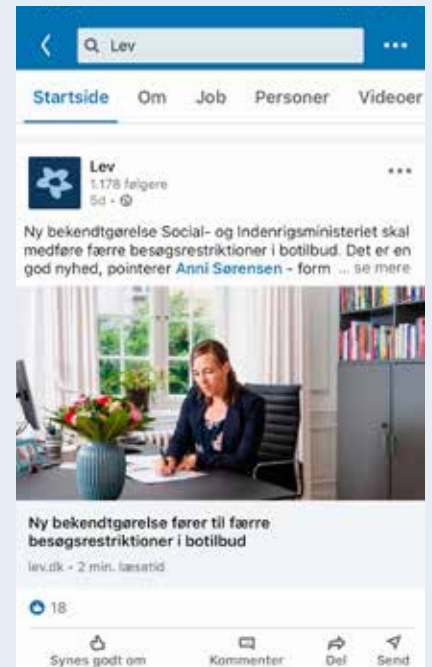 Lev
Startside Om Job Personer Videoer
Lev
1.178 følgere
5d •
Ny bekendtgørelse Social- og Indenrigsministeriet skal
medføre færre besøgsrestriktioner i botilbud. Det er en
god nyhed, pointerer Anni Sørensen - form ... se mere
Ny bekendtgørelse fører til færre
besøgsrestriktioner i botilbud
lev.dk • 2 min. læsetid
18
Synes godt om Kommenter Del Send